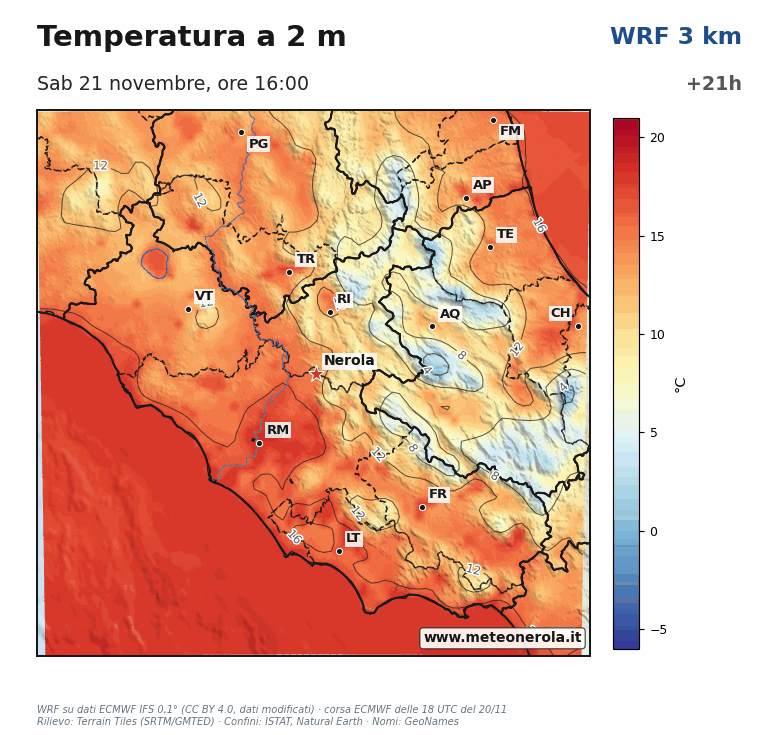 Temperatura a 2 m
WRF 3 km
Sab 21 novembre, ore 16:00
+21h
FM
PG
12
AP
12
16
TE
TR
VT
RI
AQ
CH
12
8
Nerola
4
4
RM
12
8
8
FR
12
16
LT
12
www.meteonerola.it
20
15
10
5
0
−5
°C
WRF su dati ECMWF IFS 0,1° (CC BY 4.0, dati modificati) · corsa ECMWF delle 18 UTC del 20/11
Rilievo: Terrain Tiles (SRTM/GMTED) · Confini: ISTAT, Natural Earth · Nomi: GeoNames